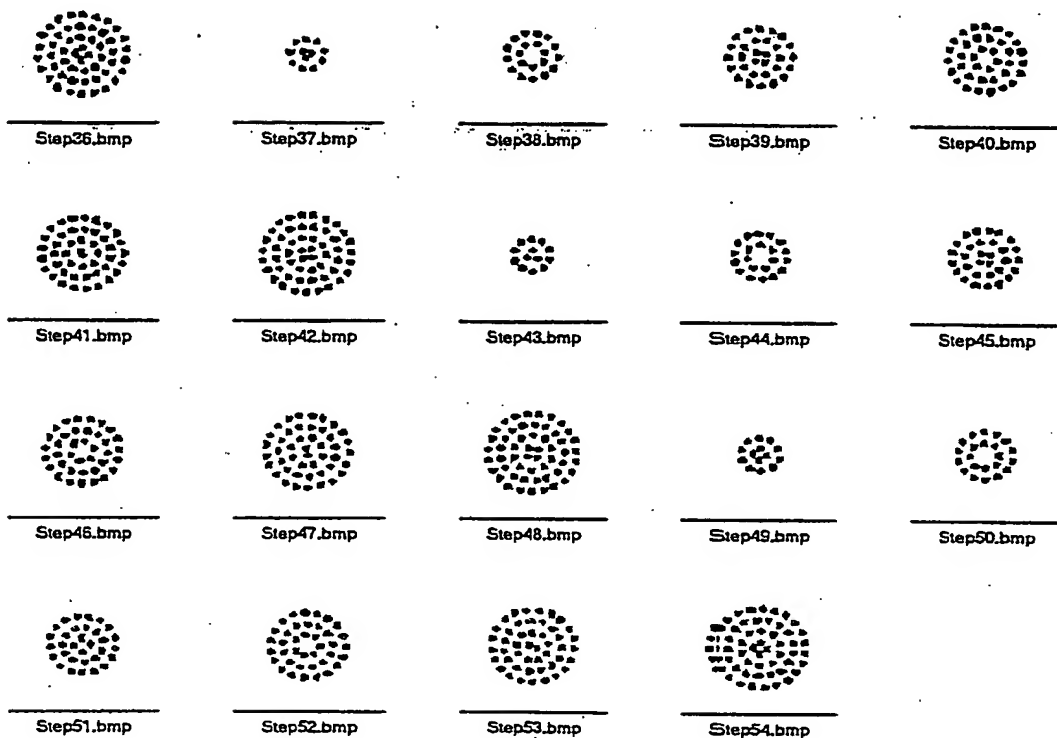 Step36.bmp Step37.bmp Step38.bmp Step39.bmp Step40.bmp
Step41.bmp Step42.bmp Step43.bmp Step44.bmp Step45.bmp
Step46.bmp Step47.bmp Step48.bmp Step49.bmp Step50.bmp
Step51.bmp Step52.bmp Step53.bmp Step54.bmp